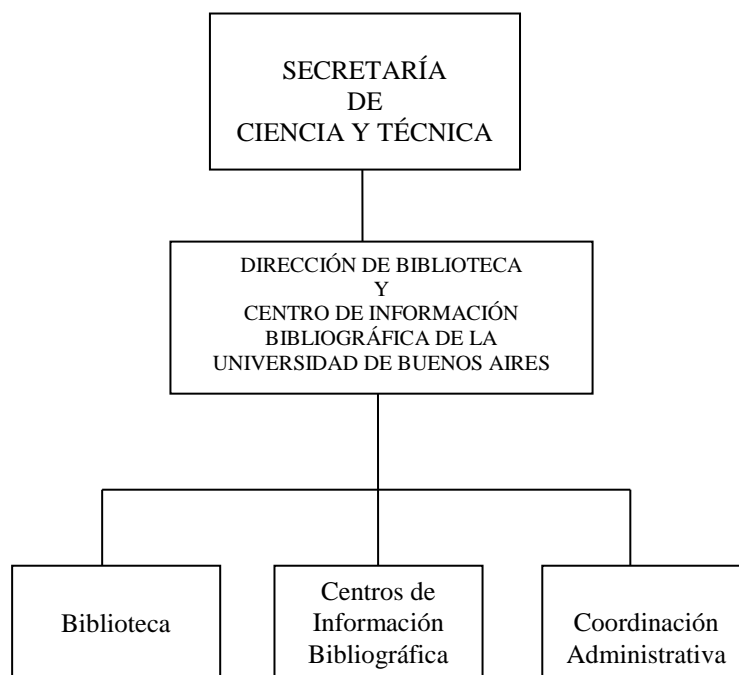 SECRETARÍA
DE
CIENCIA Y TÉCNICA
DIRECCIÓN DE BIBLIOTECA
Y
CENTRO DE INFORMACIÓN
BIBLIOGRÁFICA DE LA
UNIVERSIDAD DE BUENOS AIRES
Biblioteca
Centros de
Información
Bibliográfica
Coordinación
Administrativa